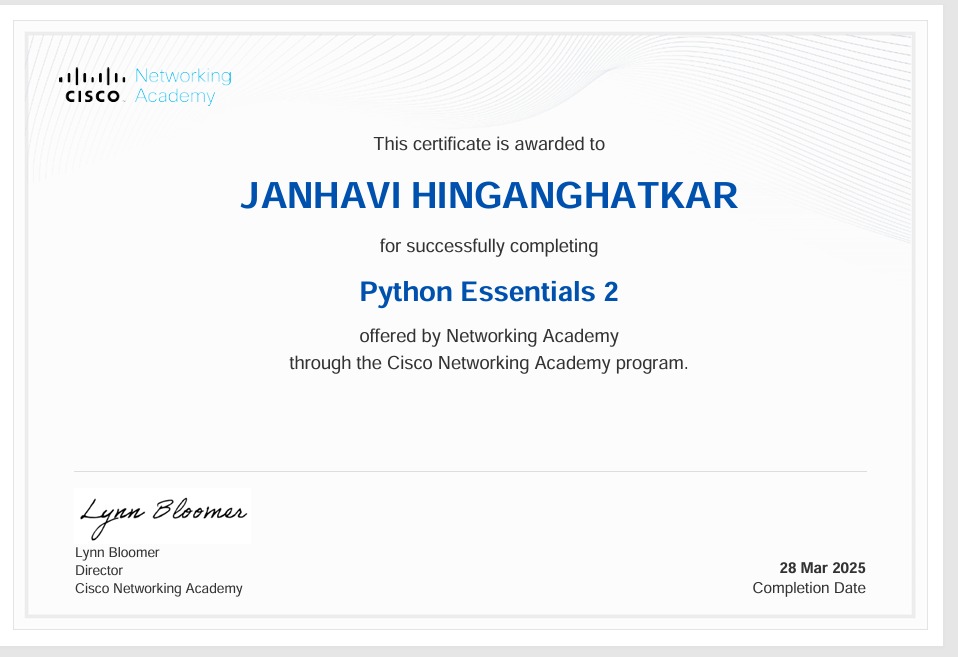 Networking
CISCO Academy
This certificate is awarded to
JANHAVI HINGANGHATKAR
for successfully completing
Python Essentials 2
offered by Networking Academy
through the Cisco Networking Academy program.
Lynn Bloomer
Lynn Bloomer
Director
Cisco Networking Academy
28 Mar 2025
Completion Date